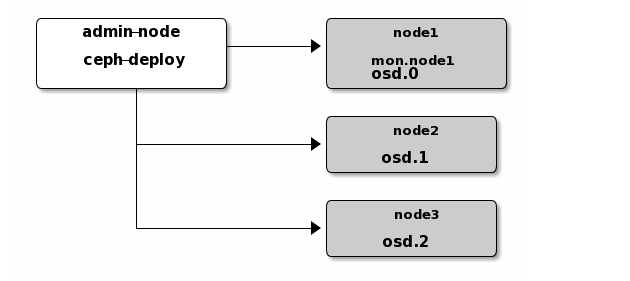 admin-node
ceph-deploy
node1
mon.node1
osd.0
node2
osd.1
node3
osd.2